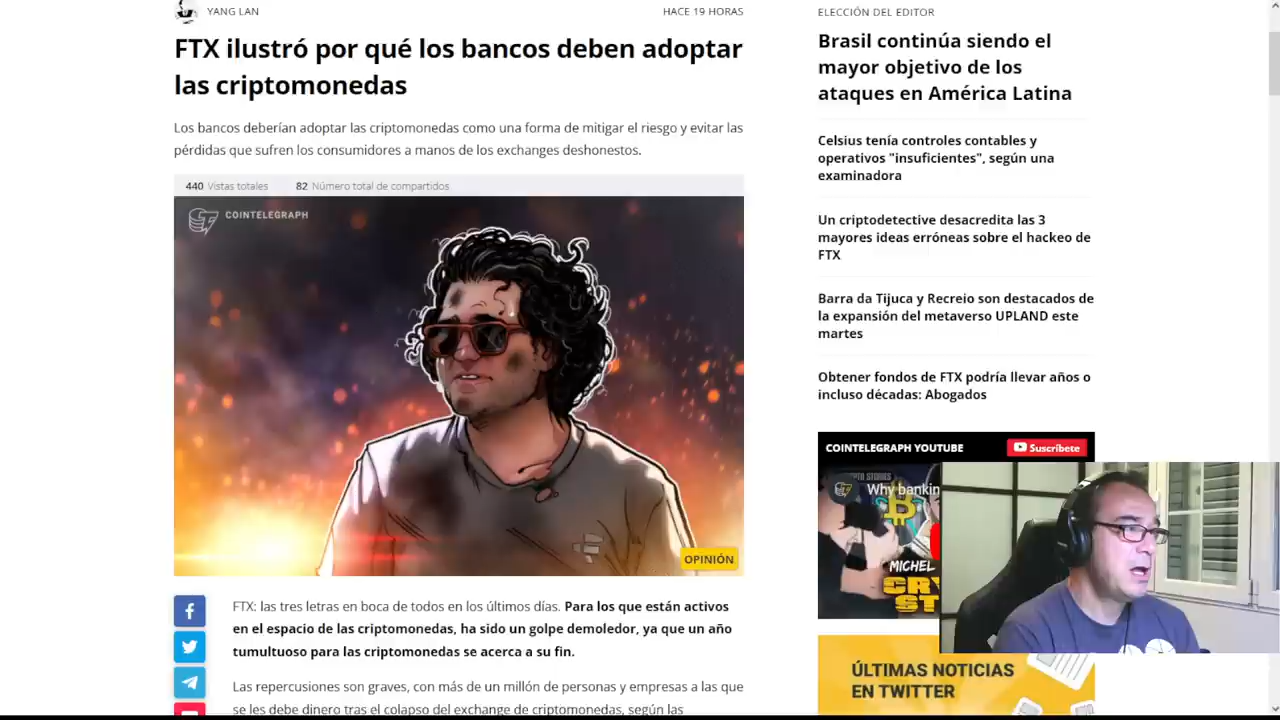 YANG LAN
HACE 19 HORAS
FTX ilustró por qué los bancos deben adoptar
las criptomonedas
Los bancos deberían adoptar las criptomonedas como una forma de mitigar el riesgo y evitar las
pérdidas que sufren los consumidores a manos de los exchanges deshonestos.
440 Vistas totales
82 Número total de compartidos
COINTELEGRAPH
OPINIÓN
FTX: las tres letras en boca de todos en los últimos días. Para los que están activos
en el espacio de las criptomonedas, ha sido un golpe demoledor, ya que un año
tumultuoso para las criptomonedas se acerca a su fin.
Las repercusiones son graves, con más de un millón de personas y empresas a las que
se les debe dinero tras el colapso del exchange de criptomonedas, según las
ELECCIÓN DEL EDITOR
Brasil continúa siendo el
mayor objetivo de los
ataques en América Latina
Celsius tenía controles contables y
operativos "insuficientes", según una
examinadora
Un criptodetective desacredita las 3
mayores ideas erróneas sobre el hackeo de
FTX
Barra da Tijuca y Recreio son destacados de
la expansión del metaverso UPLAND este
martes
Obtener fondos de FTX podría llevar años o
incluso décadas: Abogados
COINTELEGRAPH YOUTUBE
Suscríbete
Why bankin
MICHEL
CRY
ST
ÚLTIMAS NOTICIAS
EN TWITTER